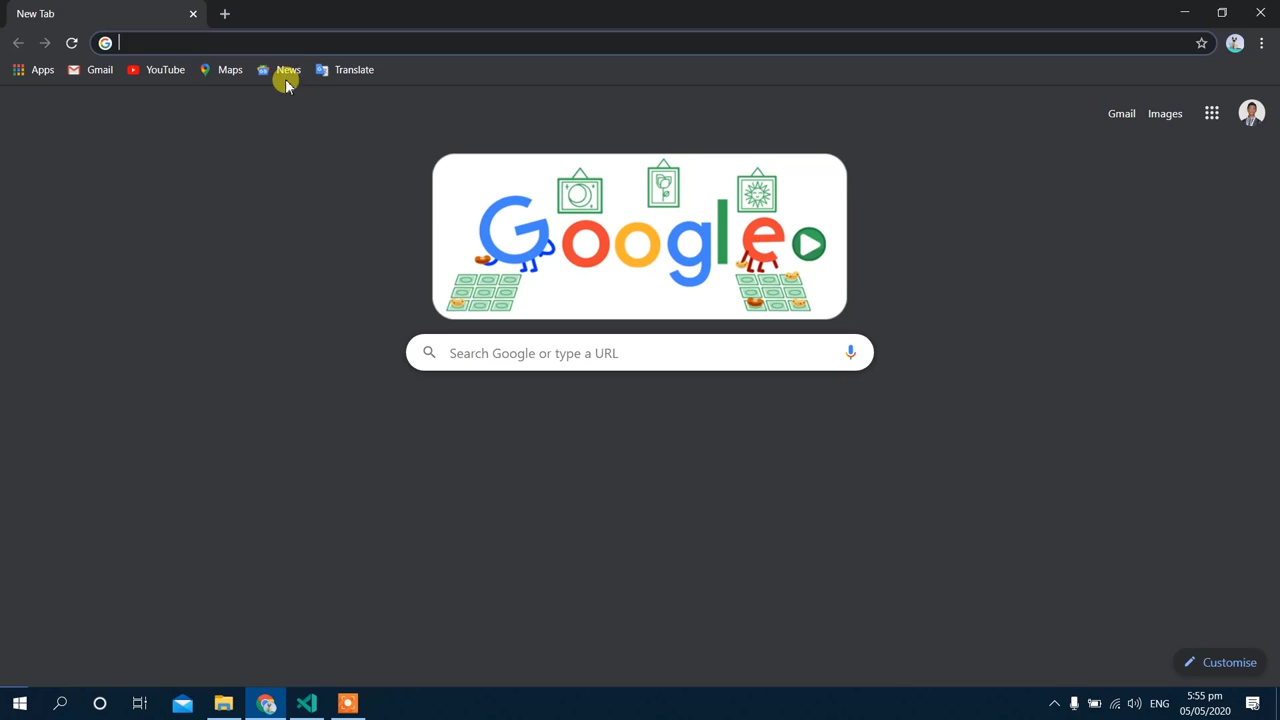 New Tab
Apps Gmail YouTube Maps News Translate
Gmail Images
Google
Search Google or type a URL
Customise
ENG
5:55 pm
05/05/2020